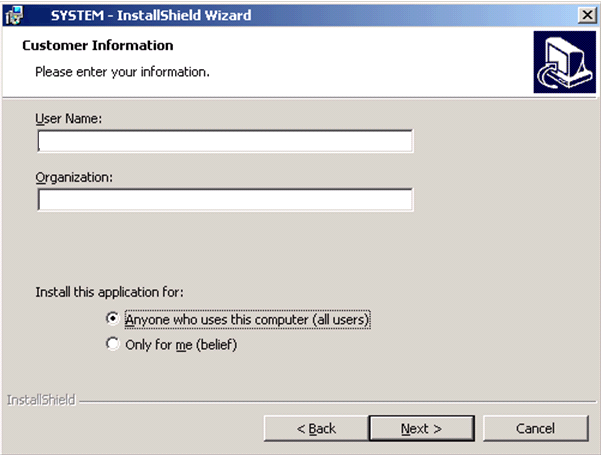 SYSTEM - InstallShield Wizard
Customer Information
Please enter your information.
User Name:
Organization:
Install this application for:
Anyone who uses this computer (all users)
Only for me (belief)
InstallShield
< Back
Next >
Cancel